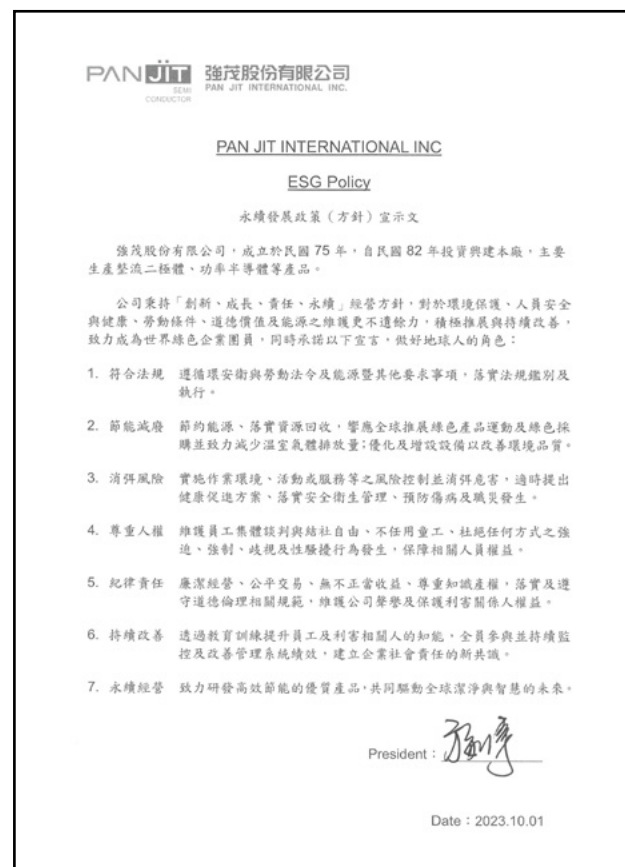 PAN JIT
SEMI
CONDUCTOR
強茂股份有限公司
PAN JIT INTERNATIONAL INC.
PAN JIT INTERNATIONAL INC
ESG Policy
永續發展政策（方針）宣示文
強茂股份有限公司，成立於民國 75 年，自民國 82 年投資興建本廠，主要
生產整流二極體、功率半導體等產品。
公司秉持「創新、成長、責任、永續」經營方針，對於環境保護、人員安全
與健康、勞動條件、道德價值及能源之維護更不遺餘力，積極推展與持續改善，
致力成為世界綠色企業團員，同時承諾以下宣言，做好地球人的角色：
1. 符合法規 遵循環安衛與勞動法令及能源暨其他要求事項，落實法規鑑別及
執行。
2. 節能減廢 節約能源、落實資源回收，響應全球推展綠色產品運動及綠色採
購並致力減少溫室氣體排放量；優化及增設設備以改善環境品質。
3. 消弭風險 實施作業環境、活動或服務等之風險控制並消弭危害，適時提出
健康促進方案、落實安全衛生管理、預防傷病及職災發生。
4. 尊重人權 維護員工集體談判與結社自由、不任用童工、杜絕任何方式之強
迫、強制、歧視及性騷擾行為發生，保障相關人員權益。
5. 紀律責任 廉潔經營、公平交易、無不正當收益、尊重知識產權，落實及遵
守道德倫理相關規範，維護公司聲譽及保護利害關係人權益。
6. 持續改善 透過教育訓練提升員工及利害相關人的知能，全員參與並持續監
控及改善管理系統績效，建立企業社會責任的新共識。
7. 永續經營 致力研發高效節能的優質產品，共同驅動全球潔淨與智慧的未來。
President：
Date：2023.10.01